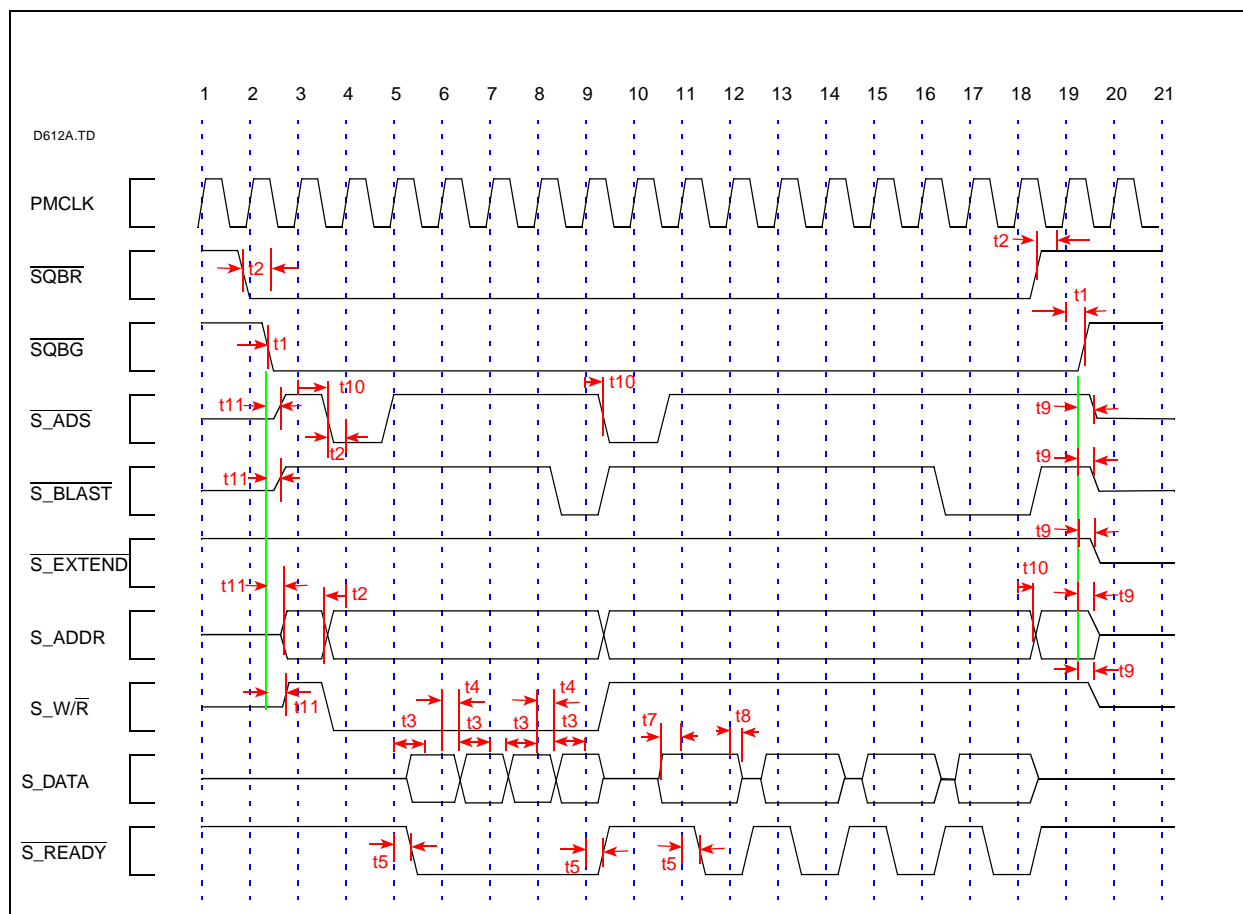 1 2 3 4 5 6 7 8 9 10 11 12 13 14 15 16 17 18 19 20 21
D612A.TD
PMCLK
t2
SQBR t2
t1
SQBG t1
t10 t10
S_ADS t11 t9
t2
t9
S_BLAST t11
t9
S_EXTEND
t11 t2 t10 t9
S_ADDR
t9
S_W/R t11 t4 t4
t3 t3 t3 t3 t7 t8
S_DATA
S_READY
t5 t5 t5